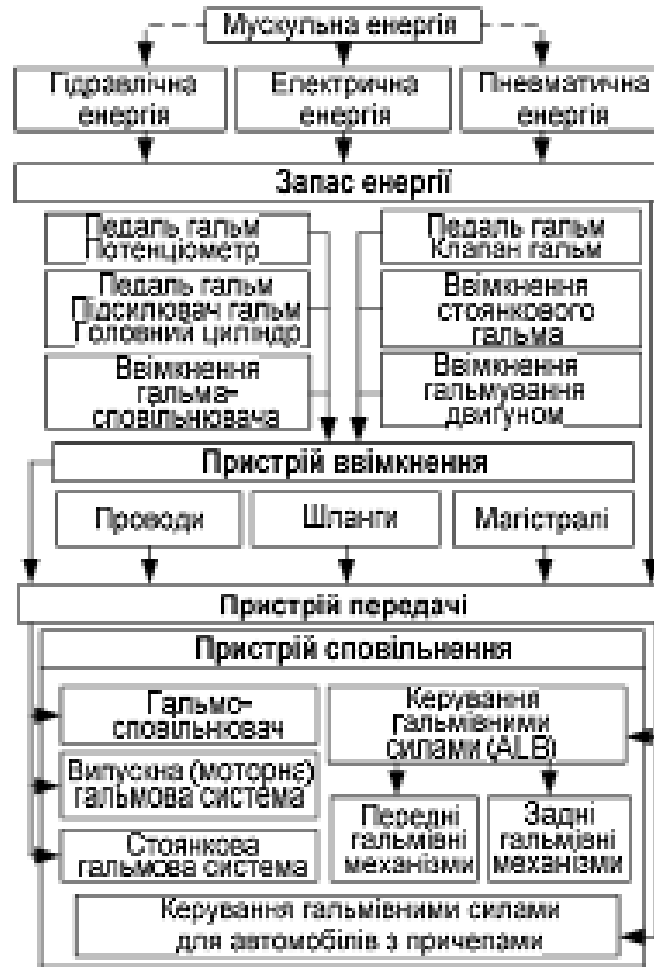 Мускульна енергія
Гідравлічна
енергія
Електрична
енергія
Пневматична
енергія
Запас енергії
Педаль гальм
Потенціометр
Педаль гальм
Клапан гальм
Педаль гальм
Підсилювач гальм
Головний циліндр
Ввімкнення
стоянкового
гальма
Ввімкнення
гальма-
сповільнювача
Ввімкнення
гальмування
двигуном
Пристрій ввімкнення
Проводи
Шланги
Магістралі
Пристрій передачі
Пристрій сповільнення
Гальмо-
сповільнювач
Керування
гальмівними
силами (ALB)
Випускна (моторна)
гальмова система
Передні
гальмівні
механізми
Задні
гальмівні
механізми
Стоянкова
гальмова система
Керування гальмівними силами
для автомобілів з причепами